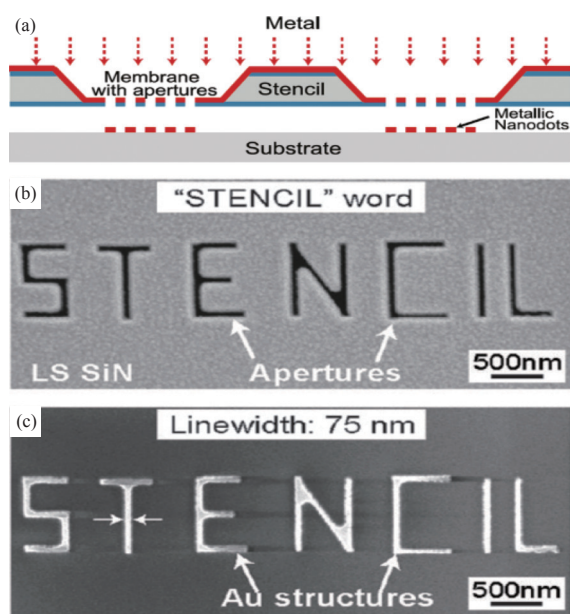 (a)
Metal
Membrane
with apertures
Stencil
Metallic
Nanodots
Substrate
(b)
"STENCIL" word
STENCIL
LS SiN
Apertures
500nm
(c)
Linewidth: 75 nm
STENCIL
Au structures
500nm